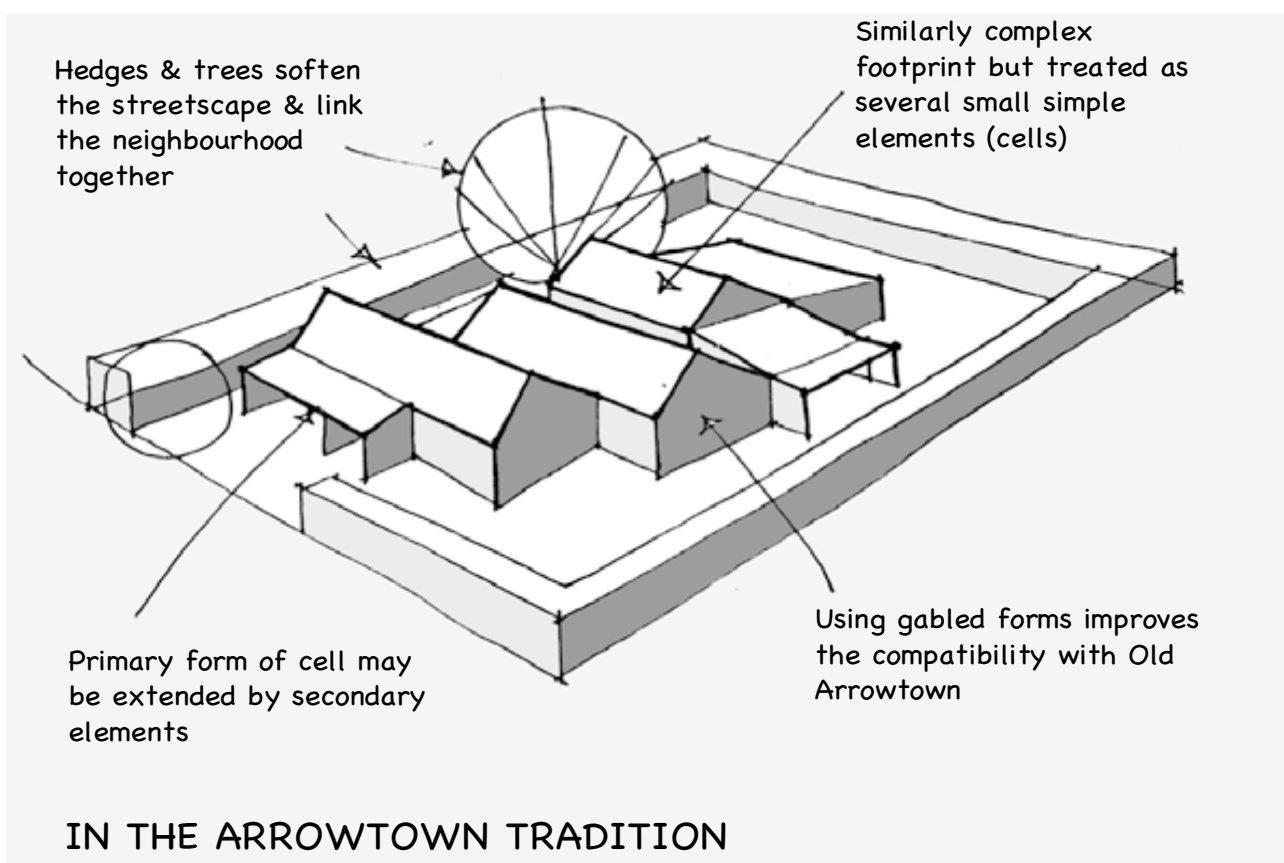 Hedges & trees soften
the streetscape & link
the neighbourhood
together
Similarly complex
footprint but treated as
several small simple
elements (cells)
Primary form of cell may
be extended by secondary
elements
Using gabled forms improves
the compatibility with Old
Arrowtown
IN THE ARROWTOWN TRADITION